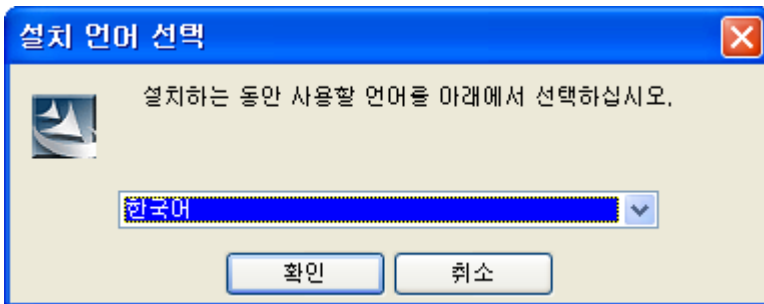 설치 언어 선택
설치하는 동안 사용할 언어를 아래에서 선택하십시오.
한국어
확인
취소